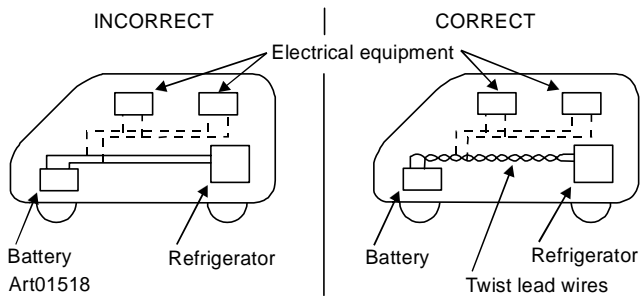 INCORRECT
CORRECT
Electrical equipment
Battery
Refrigerator
Art01518
Battery
Refrigerator
Twist lead wires